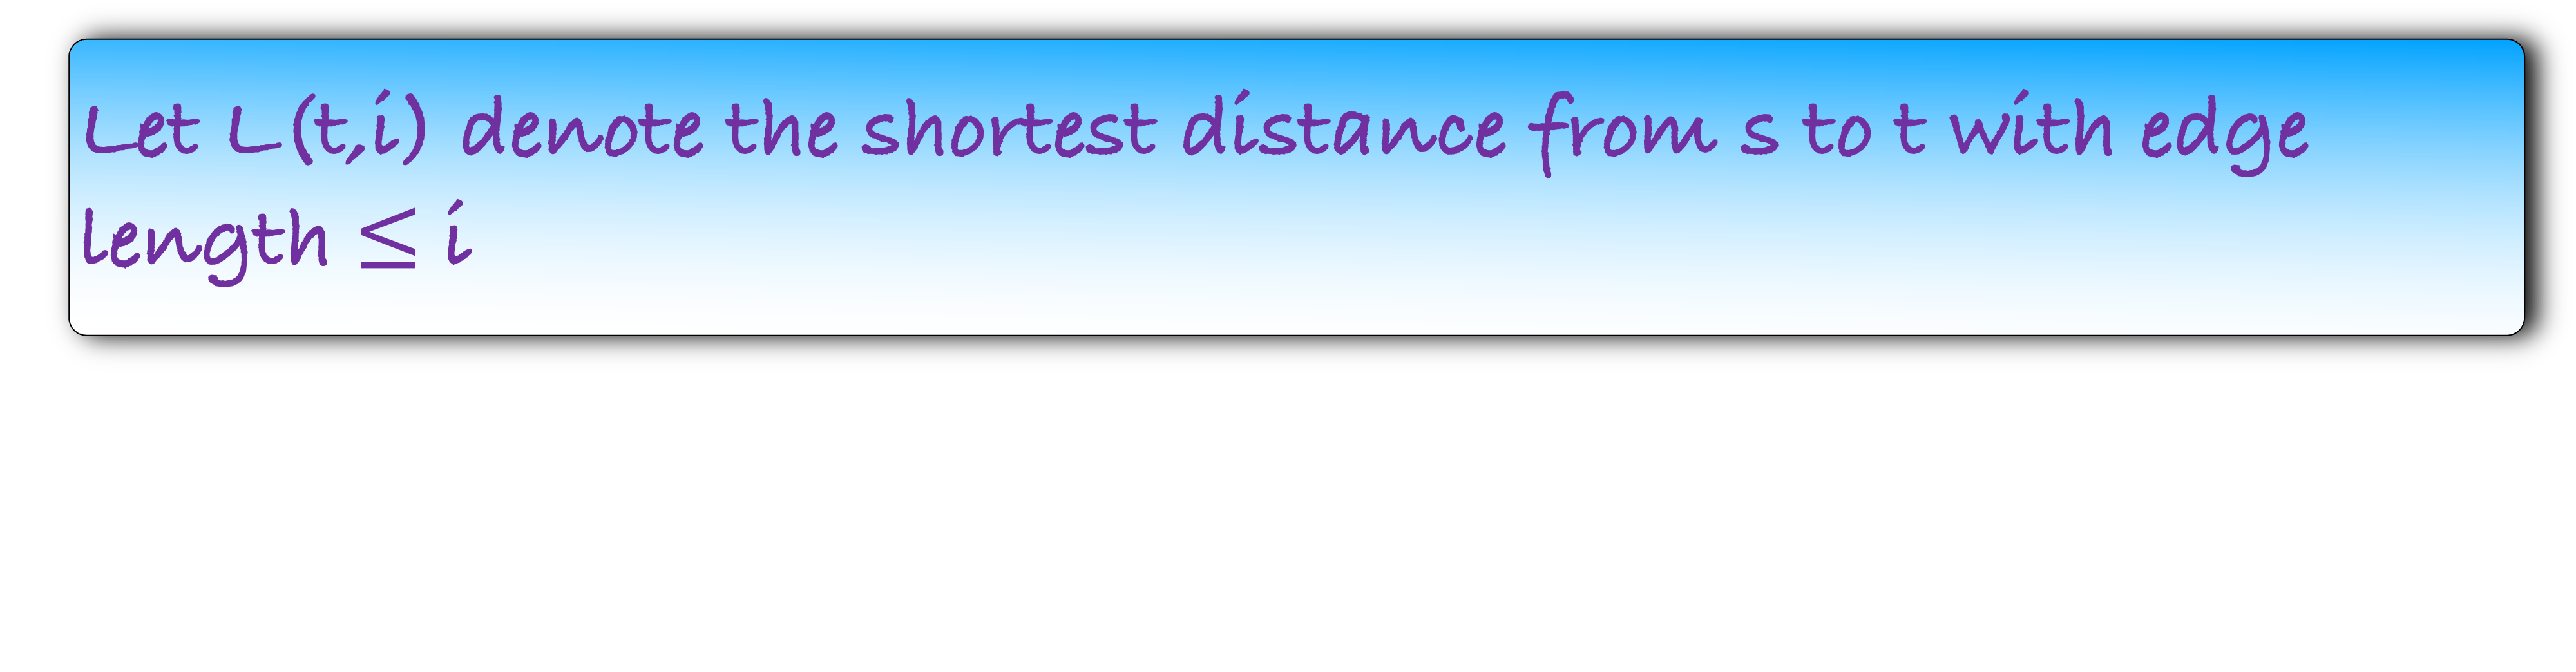 Let L(t,i) denote the shortest distance from s to t with edge
length ≤ i